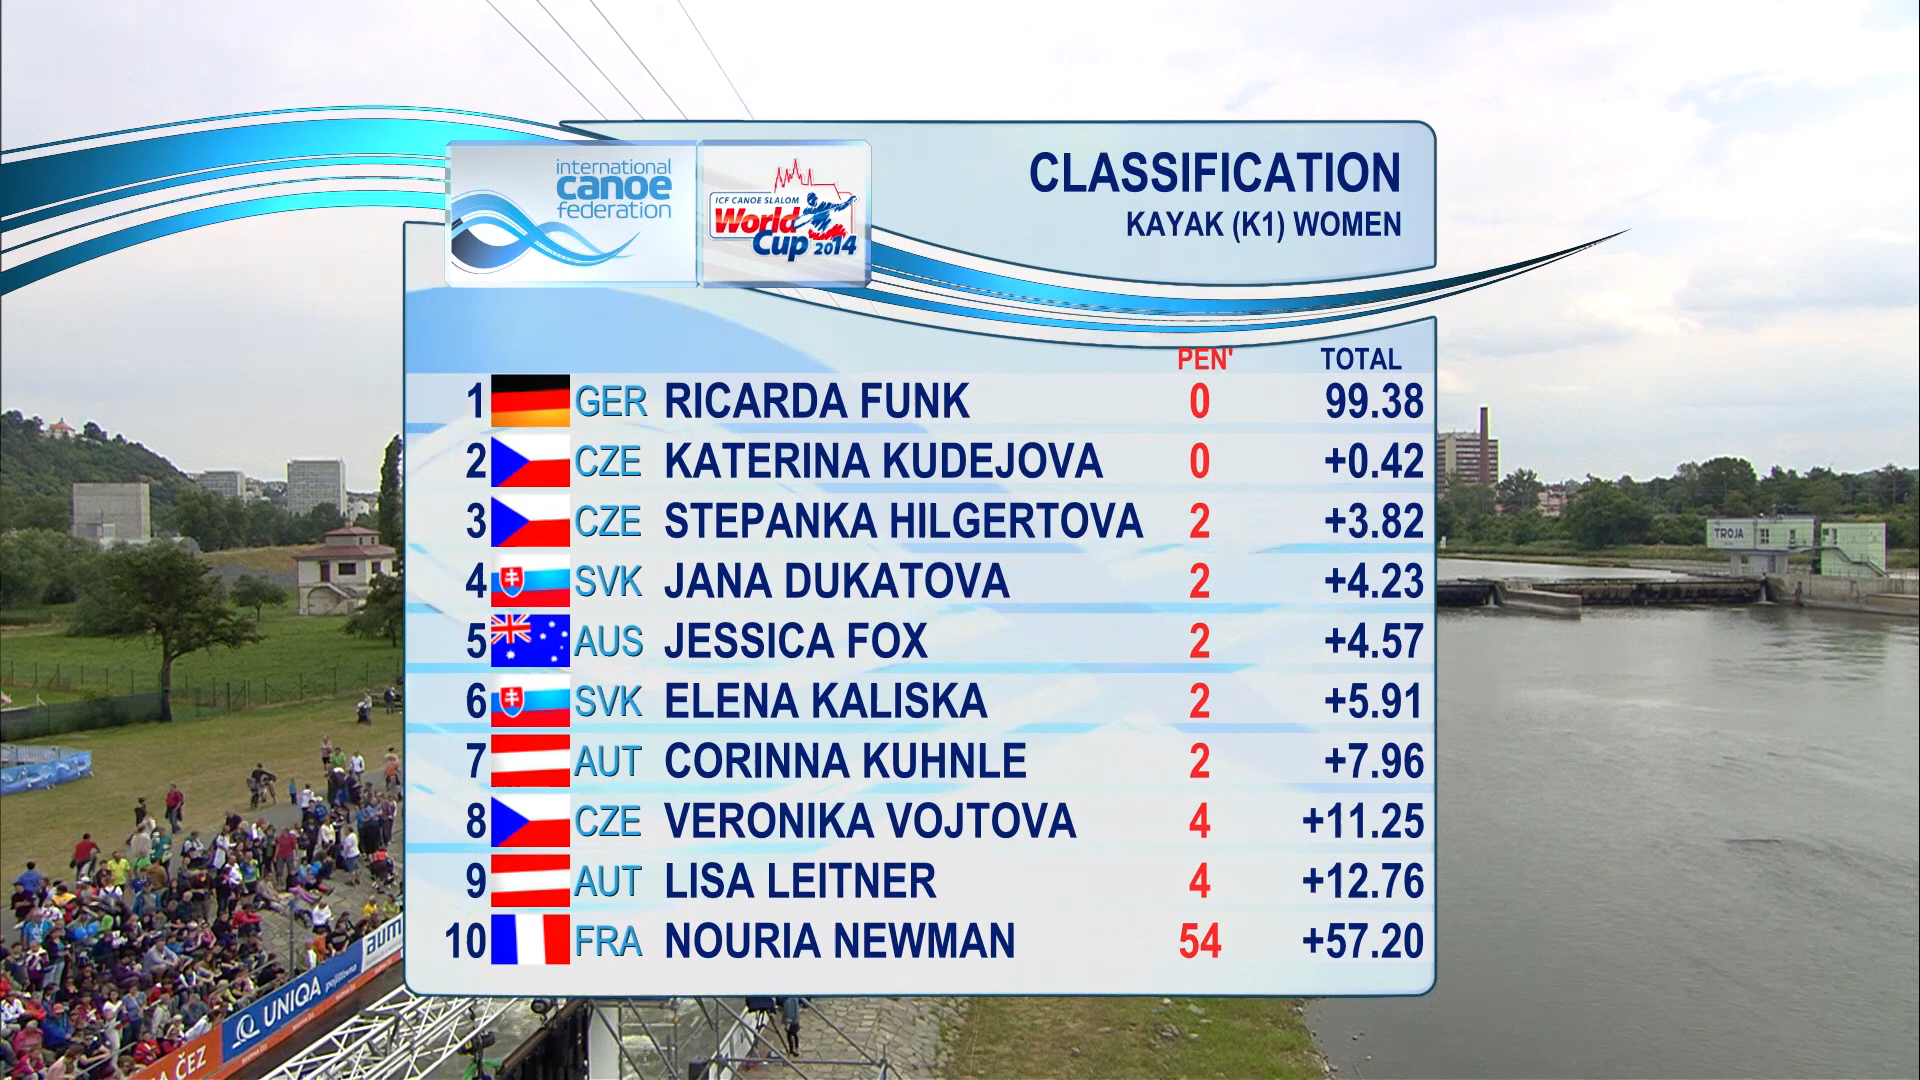 international
canoe
federation
ICF CANOE SLALOM
World
Cup 2014
CLASSIFICATION
KAYAK (K1) WOMEN
PEN' TOTAL
1 GER RICARDA FUNK 0 99.38
2 CZE KATERINA KUDEJOVA 0 +0.42
3 CZE STEPANKA HILGERTOVA 2 +3.82
4 SVK JANA DUKATOVA 2 +4.23
5 AUS JESSICA FOX 2 +4.57
6 SVK ELENA KALISKA 2 +5.91
7 AUT CORINNA KUHNLE 2 +7.96
8 CZE VERONIKA VOJTOVA 4 +11.25
9 AUT LISA LEITNER 4 +12.76
10 FRA NOURIA NEWMAN 54 +57.20
TROJA
UNIQA
pojišťovna
ČEZ